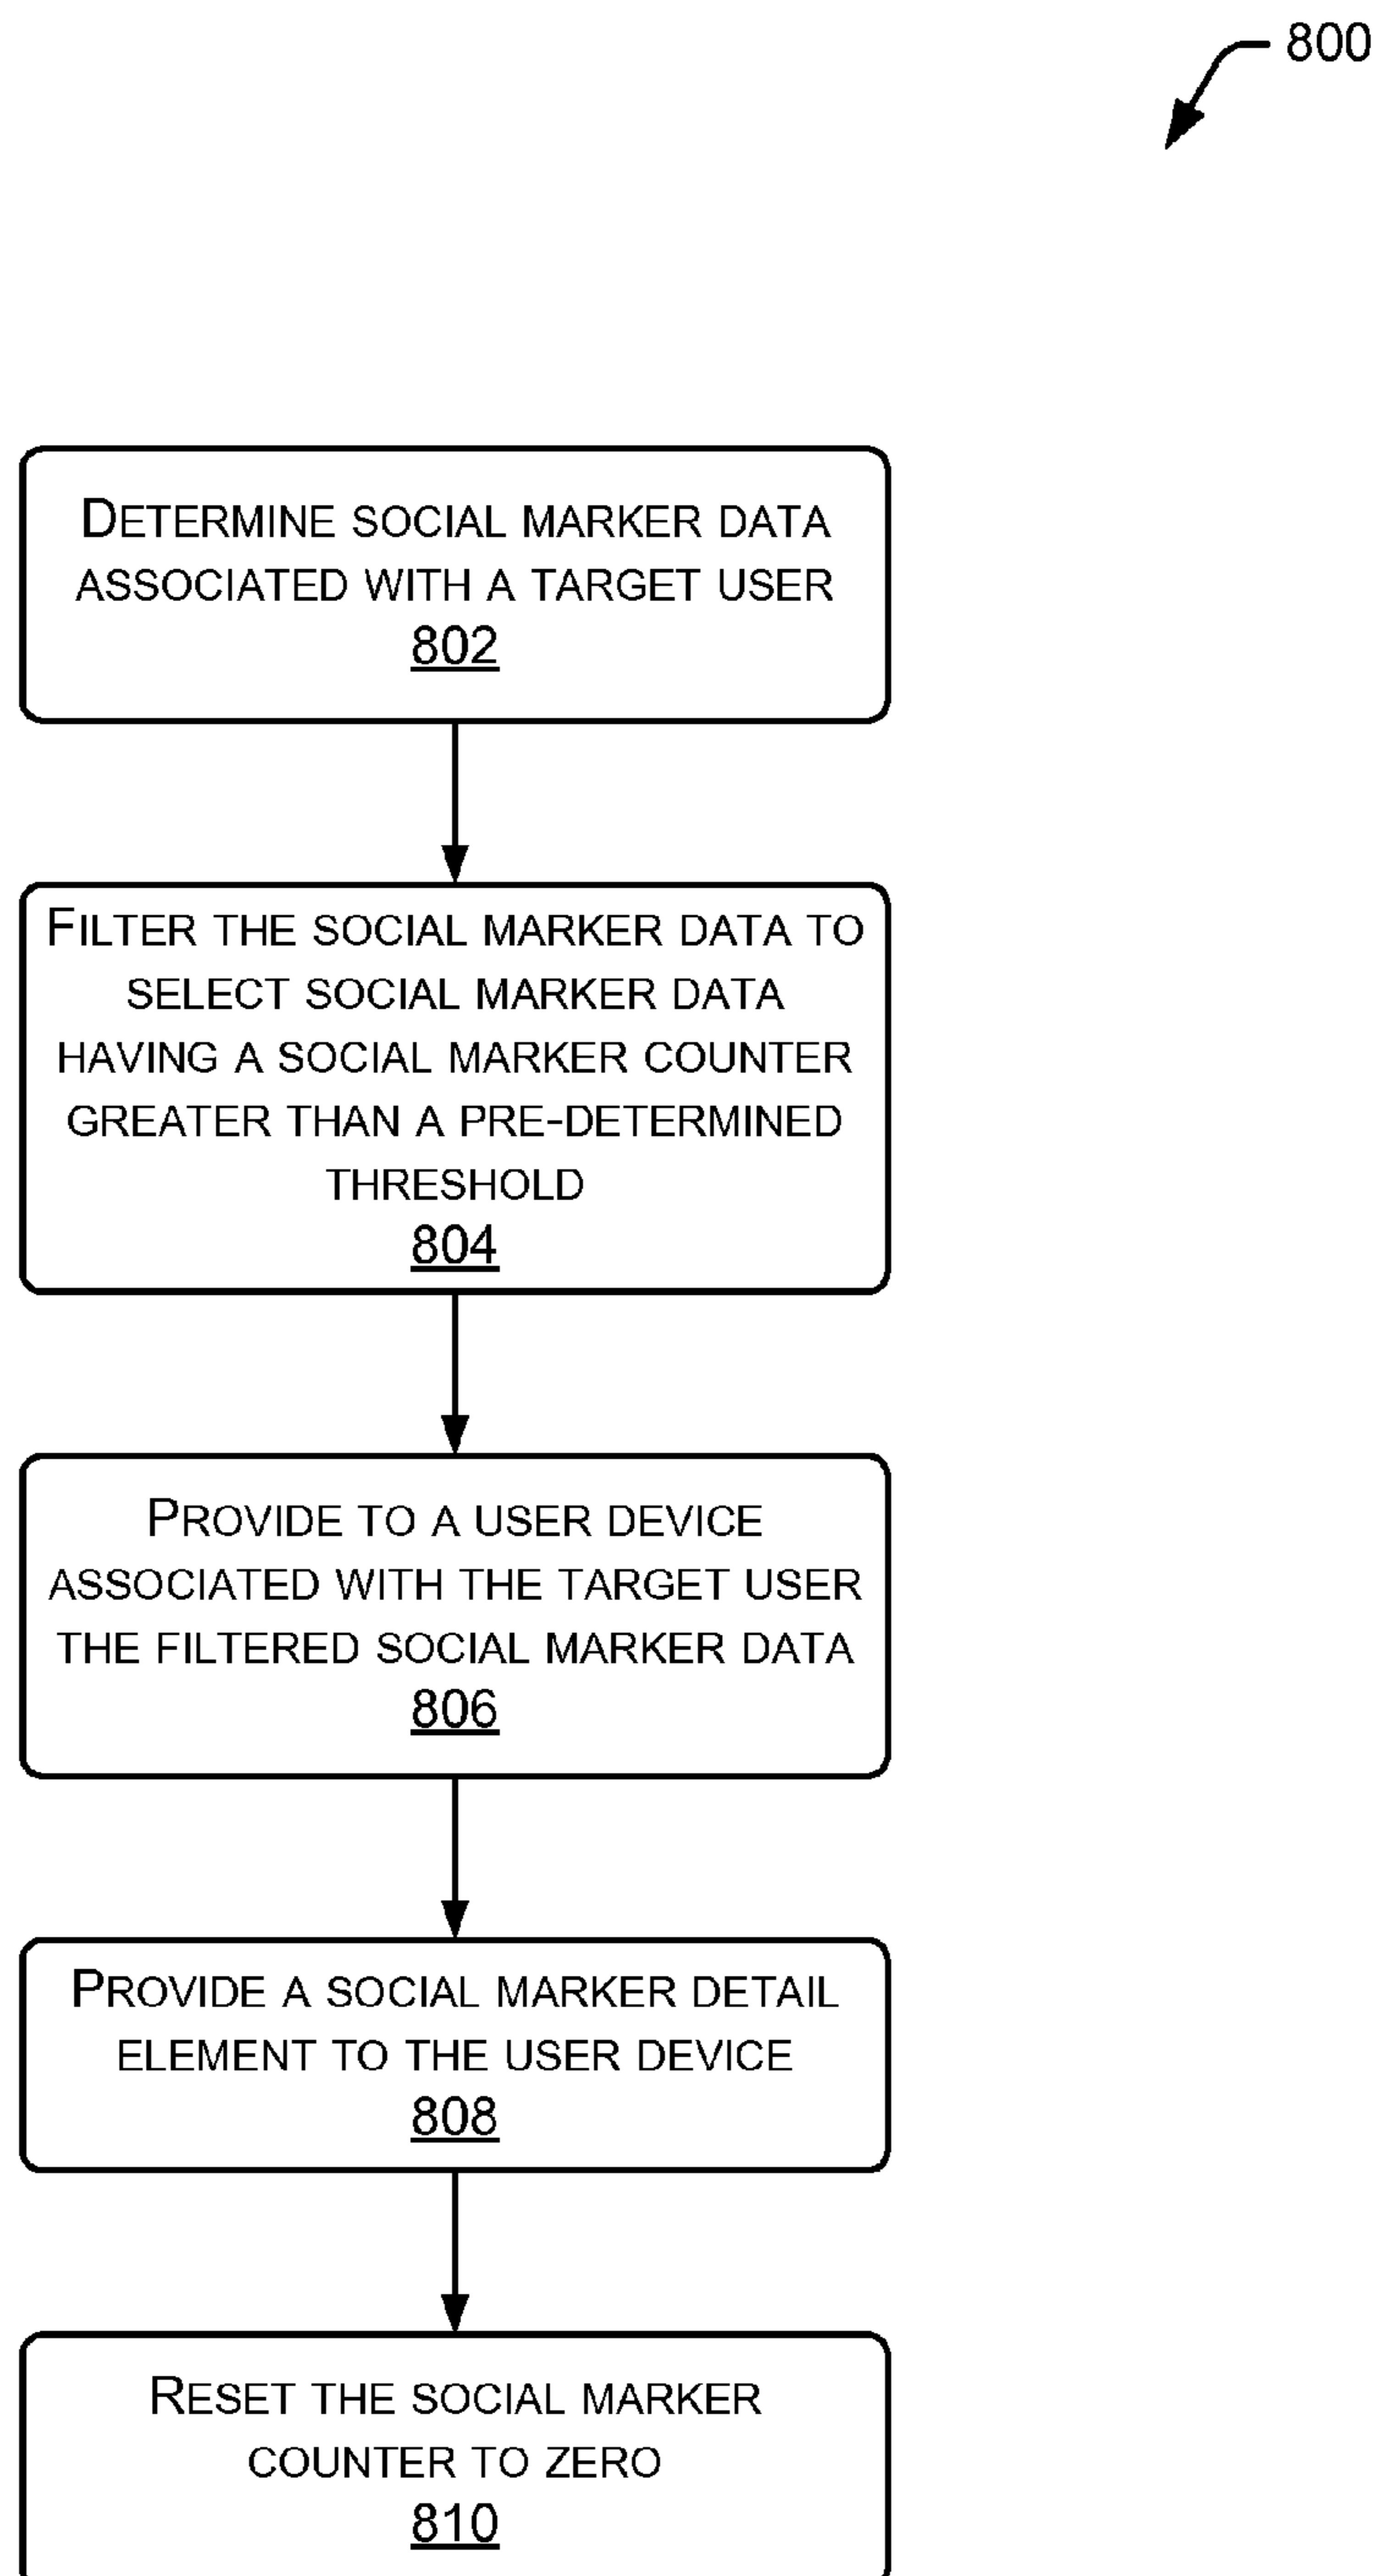 800
DETERMINE SOCIAL MARKER DATA
ASSOCIATED WITH A TARGET USER
802
FILTER THE SOCIAL MARKER DATA TO
SELECT SOCIAL MARKER DATA
HAVING A SOCIAL MARKER COUNTER
GREATER THAN A PRE-DETERMINED
THRESHOLD
804
PROVIDE TO A USER DEVICE
ASSOCIATED WITH THE TARGET USER
THE FILTERED SOCIAL MARKER DATA
806
PROVIDE A SOCIAL MARKER DETAIL
ELEMENT TO THE USER DEVICE
808
RESET THE SOCIAL MARKER
COUNTER TO ZERO
810